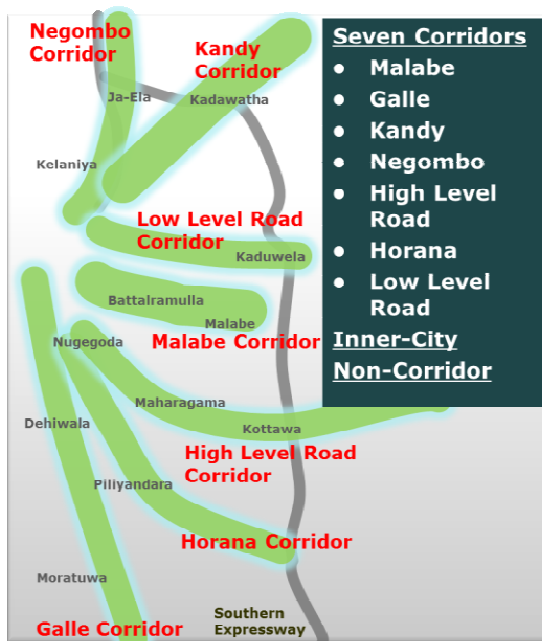 Negombo
Corridor
Kandy
Corridor
Ja-Ela
Kadawatha
Kelaniya
Low Level Road
Corridor
Kaduwela
Battalramulla
Malabe
Malabe Corridor
Nugegoda
Maharagama
Dehiwala
Kottawa
High Level Road
Corridor
Piliyandara
Horana Corridor
Moratuwa
Galle Corridor
Southern
Expressway
Seven Corridors
● Malabe
● Galle
● Kandy
● Negombo
● High Level
Road
● Horana
● Low Level
Road
Inner-City
Non-Corridor